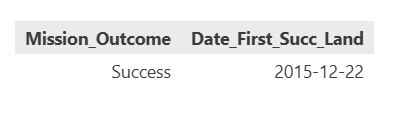 Mission_Outcome Date_First_Succ_Land
Success 2015-12-22